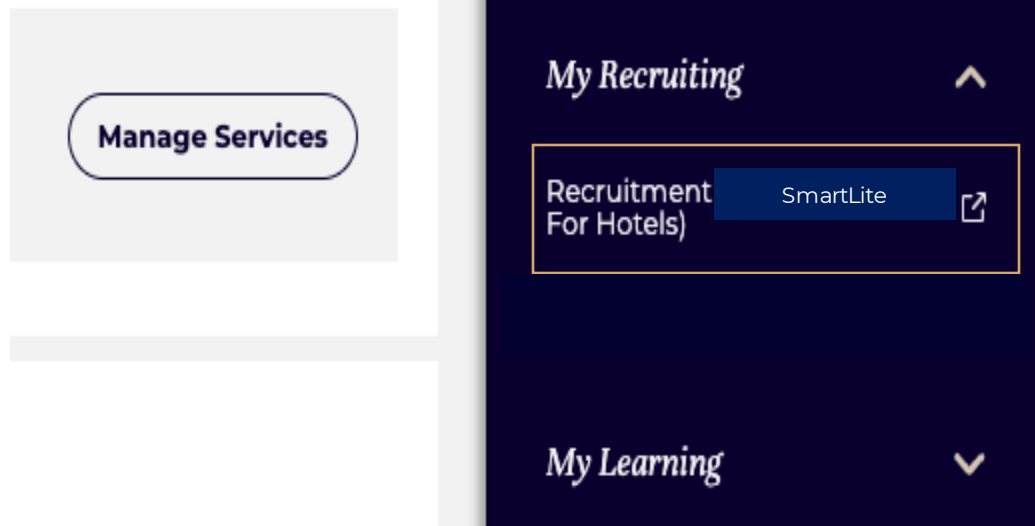 Manage Services
My Recruiting
Recruitment SmartLite
For Hotels)
My Learning